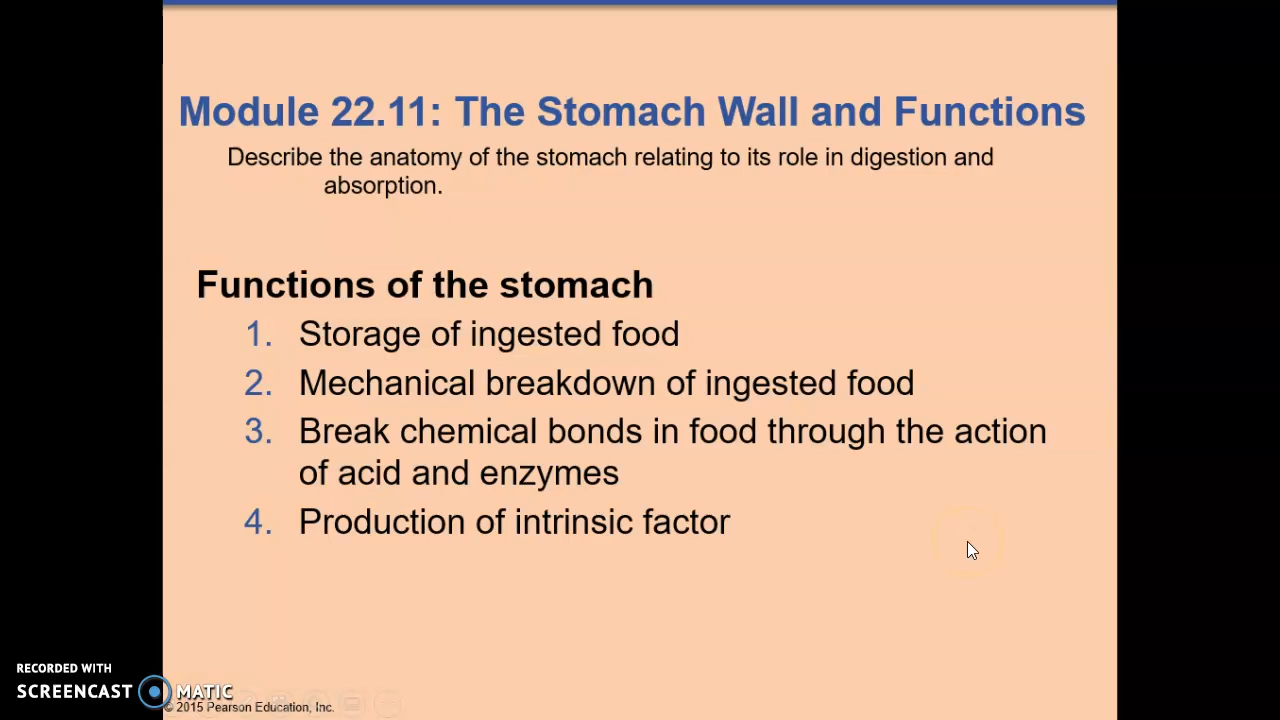 Module 22.11: The Stomach Wall and Functions
Describe the anatomy of the stomach relating to its role in digestion and
absorption.
Functions of the stomach
1. Storage of ingested food
2. Mechanical breakdown of ingested food
3. Break chemical bonds in food through the action
of acid and enzymes
4. Production of intrinsic factor
RECORDED WITH
SCREENCAST MATIC
© 2015 Pearson Education, Inc.